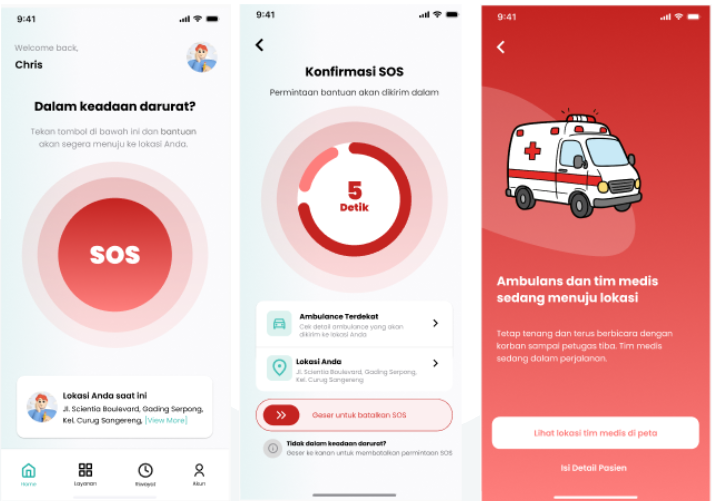 9:41
Welcome back,
Chris
Dalam keadaan darurat?
Tekan tombol di bawah ini dan bantuan
akan segera menuju ke lokasi Anda.
SOS
Lokasi Anda saat ini
Jl. Scientia Boulevard, Gading Serpong,
Kel. Curug Sangereng, [View More]
Home
Layanan
Riwayat
Akun
9:41
Konfirmasi SOS
Permintaan bantuan akan dikirim dalam
5
Detik
Ambulance Terdekat
Cek detail ambulance yang akan
dikirim ke lokasi Anda
Lokasi Anda
Jl. Scientia Boulevard, Gading Serpong,
Kel. Curug Sangereng
Geser untuk batalkan SOS
Tidak dalam keadaan darurat?
Geser ke kanan untuk membatalkan permintaan SOS
9:41
Ambulans dan tim medis
sedang menuju lokasi
Tetap tenang dan terus berbicara dengan
korban sampai petugas tiba. Tim medis
sedang dalam perjalanan.
Lihat lokasi tim medis di peta
Isi Detail Pasien